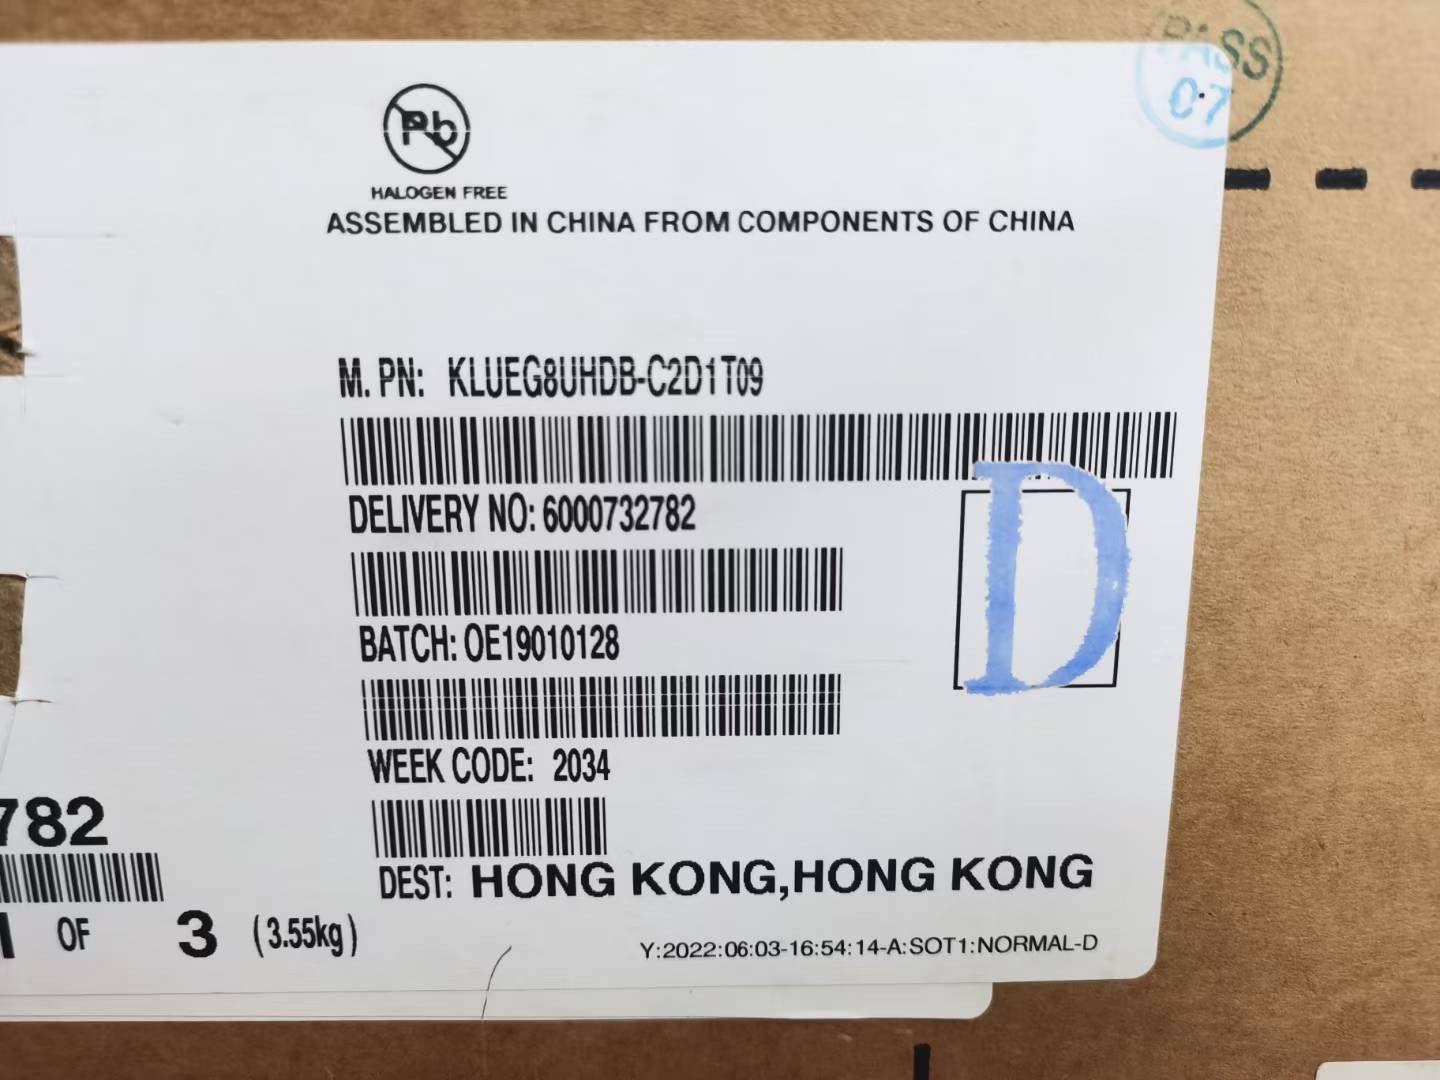 PASS
07
Pb
HALOGEN FREE
ASSEMBLED IN CHINA FROM COMPONENTS OF CHINA
M. PN: KLUEG8UHDB-C2D1T09
DELIVERY NO: 6000732782
D
BATCH: OE19010128
WEEK CODE: 2034
782
DEST: HONG KONG,HONG KONG
1 OF 3 (3.55kg)
Y:2022:06:03-16:54:14-A:SOT1:NORMAL-D